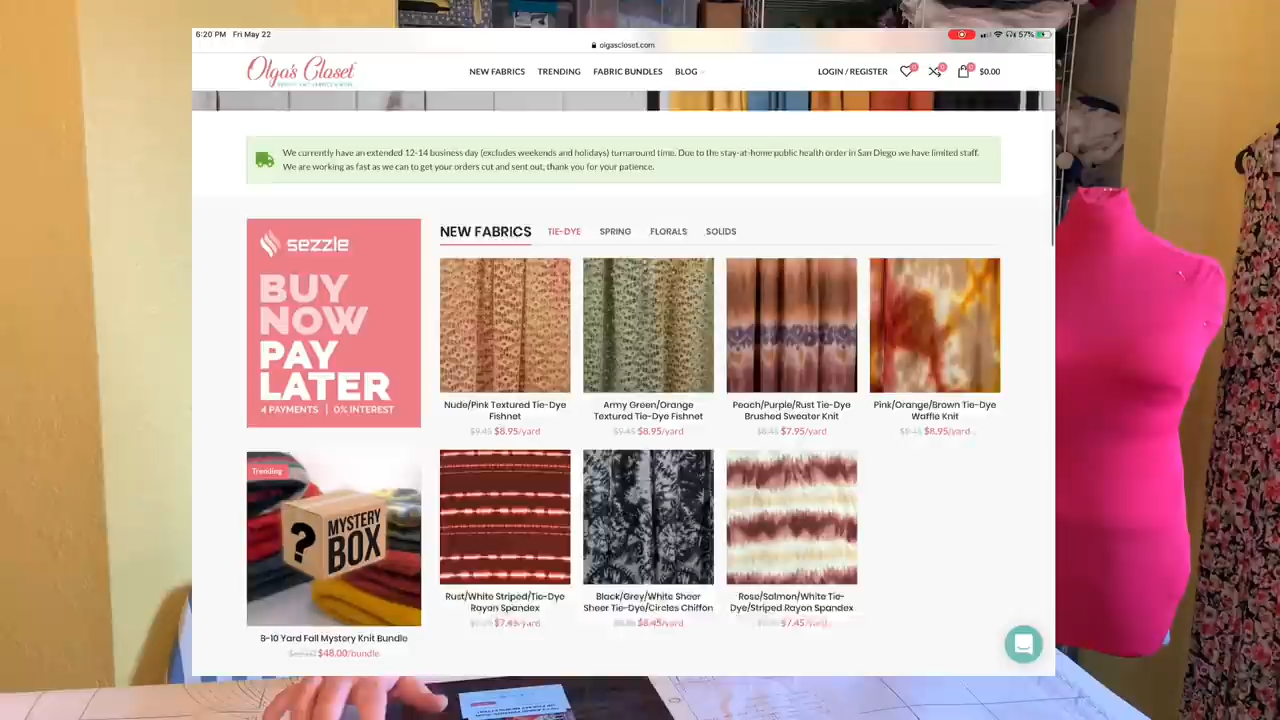 6:20 PM Fri May 22
57%
olgascloset.com
Olga's Closet
NEW FABRICS TRENDING FABRIC BUNDLES BLOG LOGIN / REGISTER 0 0 0 $0.00
We currently have an extended 12-14 business day (excludes weekends and holidays) turnaround time. Due to the stay-at-home public health order in San Diego we have limited staff.
We are working as fast as we can to get your orders cut and sent out, thank you for your patience.
sezzle
BUY
NOW
PAY
LATER
4 PAYMENTS | 0% INTEREST
NEW FABRICS TIE-DYE SPRING FLORALS SOLIDS
Nude/Pink Textured Tie-Dye
Fishnet
$9.45 $8.95/yard
Army Green/Orange
Textured Tie-Dye Fishnet
$9.45 $8.95/yard
Peach/Purple/Rust Tie-Dye
Brushed Sweater Knit
$8.45 $7.95/yard
Pink/Orange/Brown Tie-Dye
Waffle Knit
$9.45 $8.95/yard
Trending
? MYSTERY
BOX
8-10 Yard Fall Mystery Knit Bundle
$48.00/bundle
Rust/White Striped/Tie-Dye
Rayon Spandex
$7.45/yard
Black/Grey/White Sheer
Sheer Tie-Dye/Circles Chiffon
$8.45/yard
Rose/Salmon/White Tie-
Dye/Striped Rayon Spandex
$7.45/yard